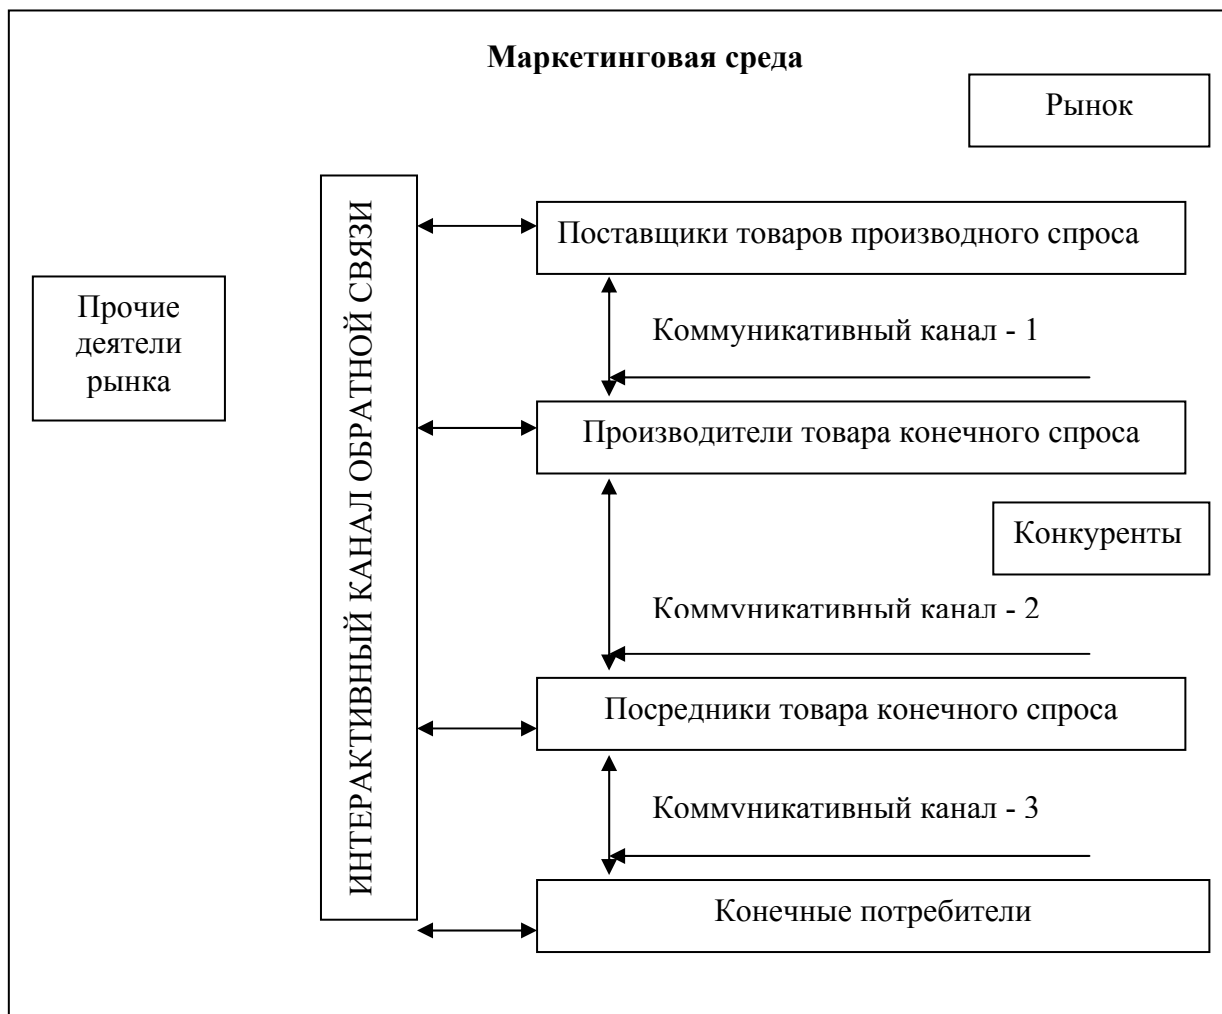 Маркетинговая среда
Рынок
ИНТЕРАКТИВНЫЙ КАНАЛ ОБРАТНОЙ СВЯЗИ
Поставщики товаров производного спроса
Прочие
деятели
рынка
Коммуникативный канал - 1
Производители товара конечного спроса
Конкуренты
Коммуникативный канал - 2
Посредники товара конечного спроса
Коммуникативный канал - 3
Конечные потребители